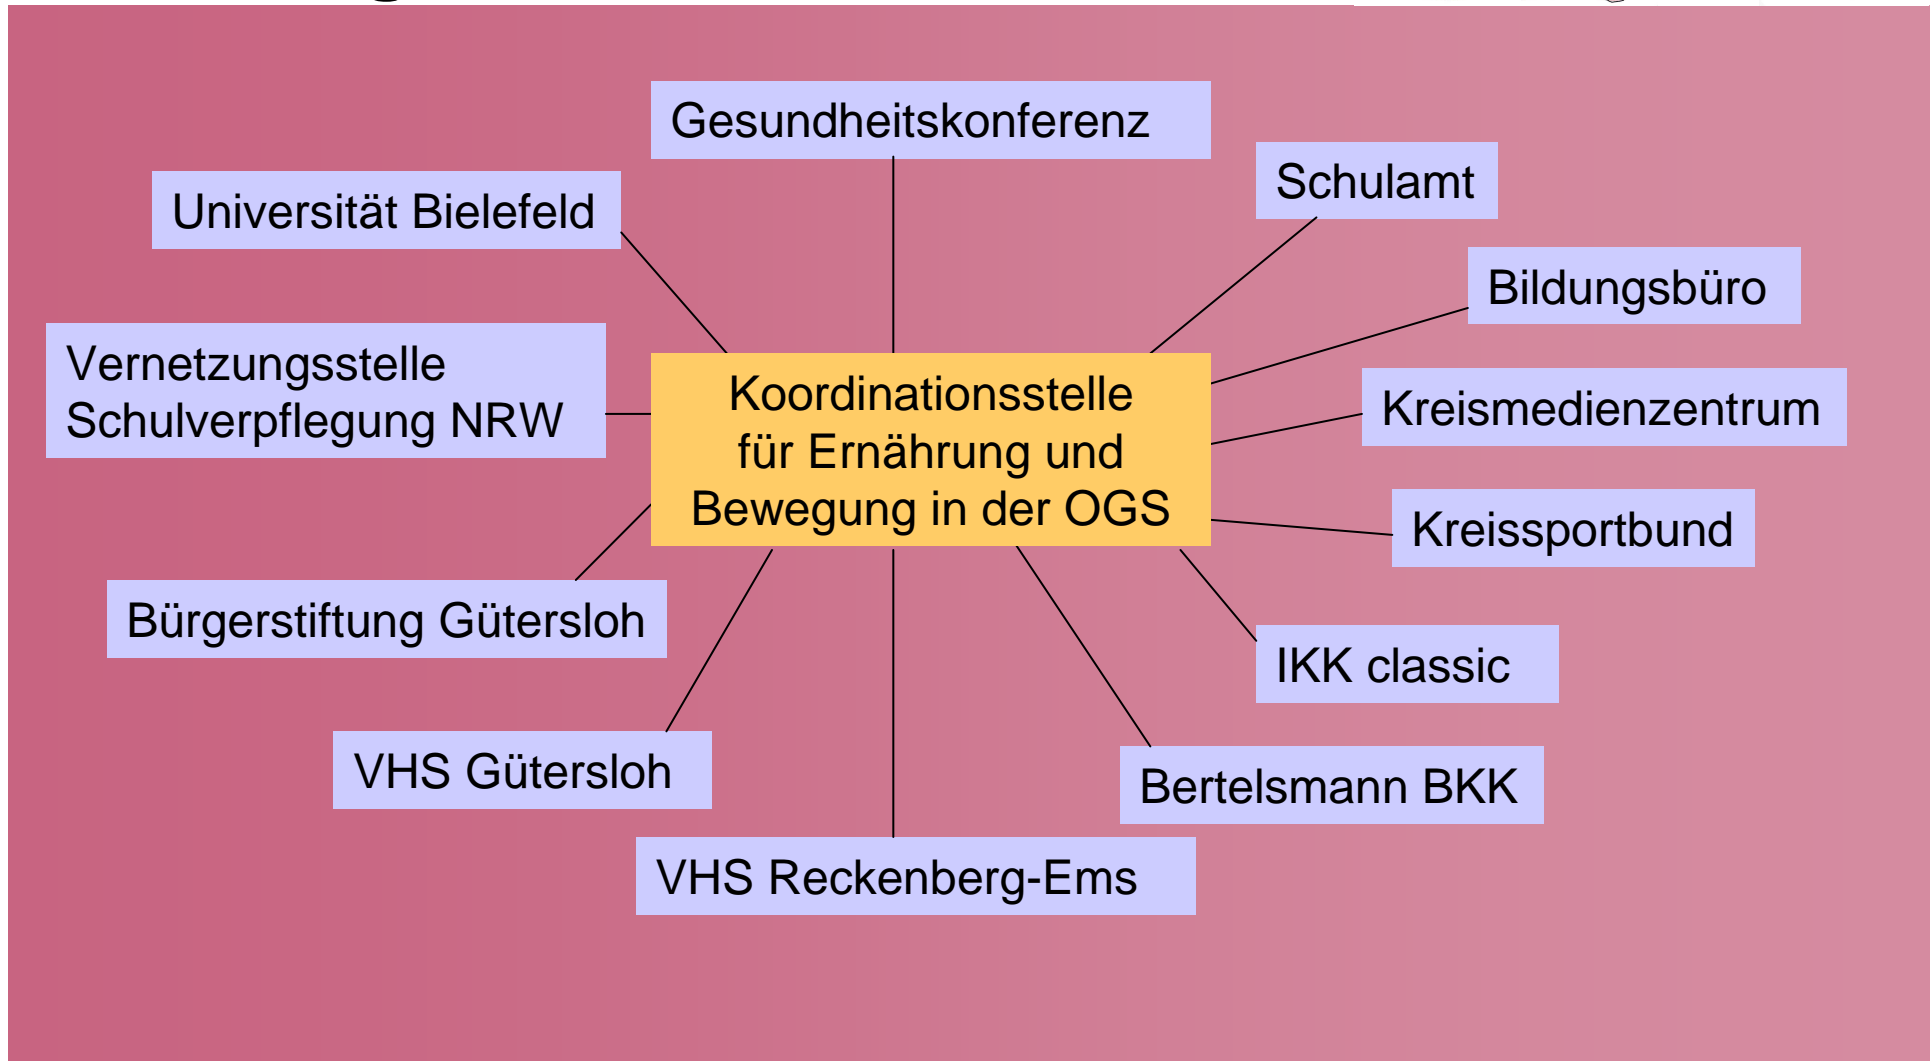 Gesundheitskonferenz
Schulamt
Universität Bielefeld
Bildungsbüro
Vernetzungsstelle
Schulverpflegung NRW
Koordinationsstelle
für Ernährung und
Bewegung in der OGS
Kreismedienzentrum
Kreissportbund
Bürgerstiftung Gütersloh
IKK classic
VHS Gütersloh
Bertelsmann BKK
VHS Reckenberg-Ems